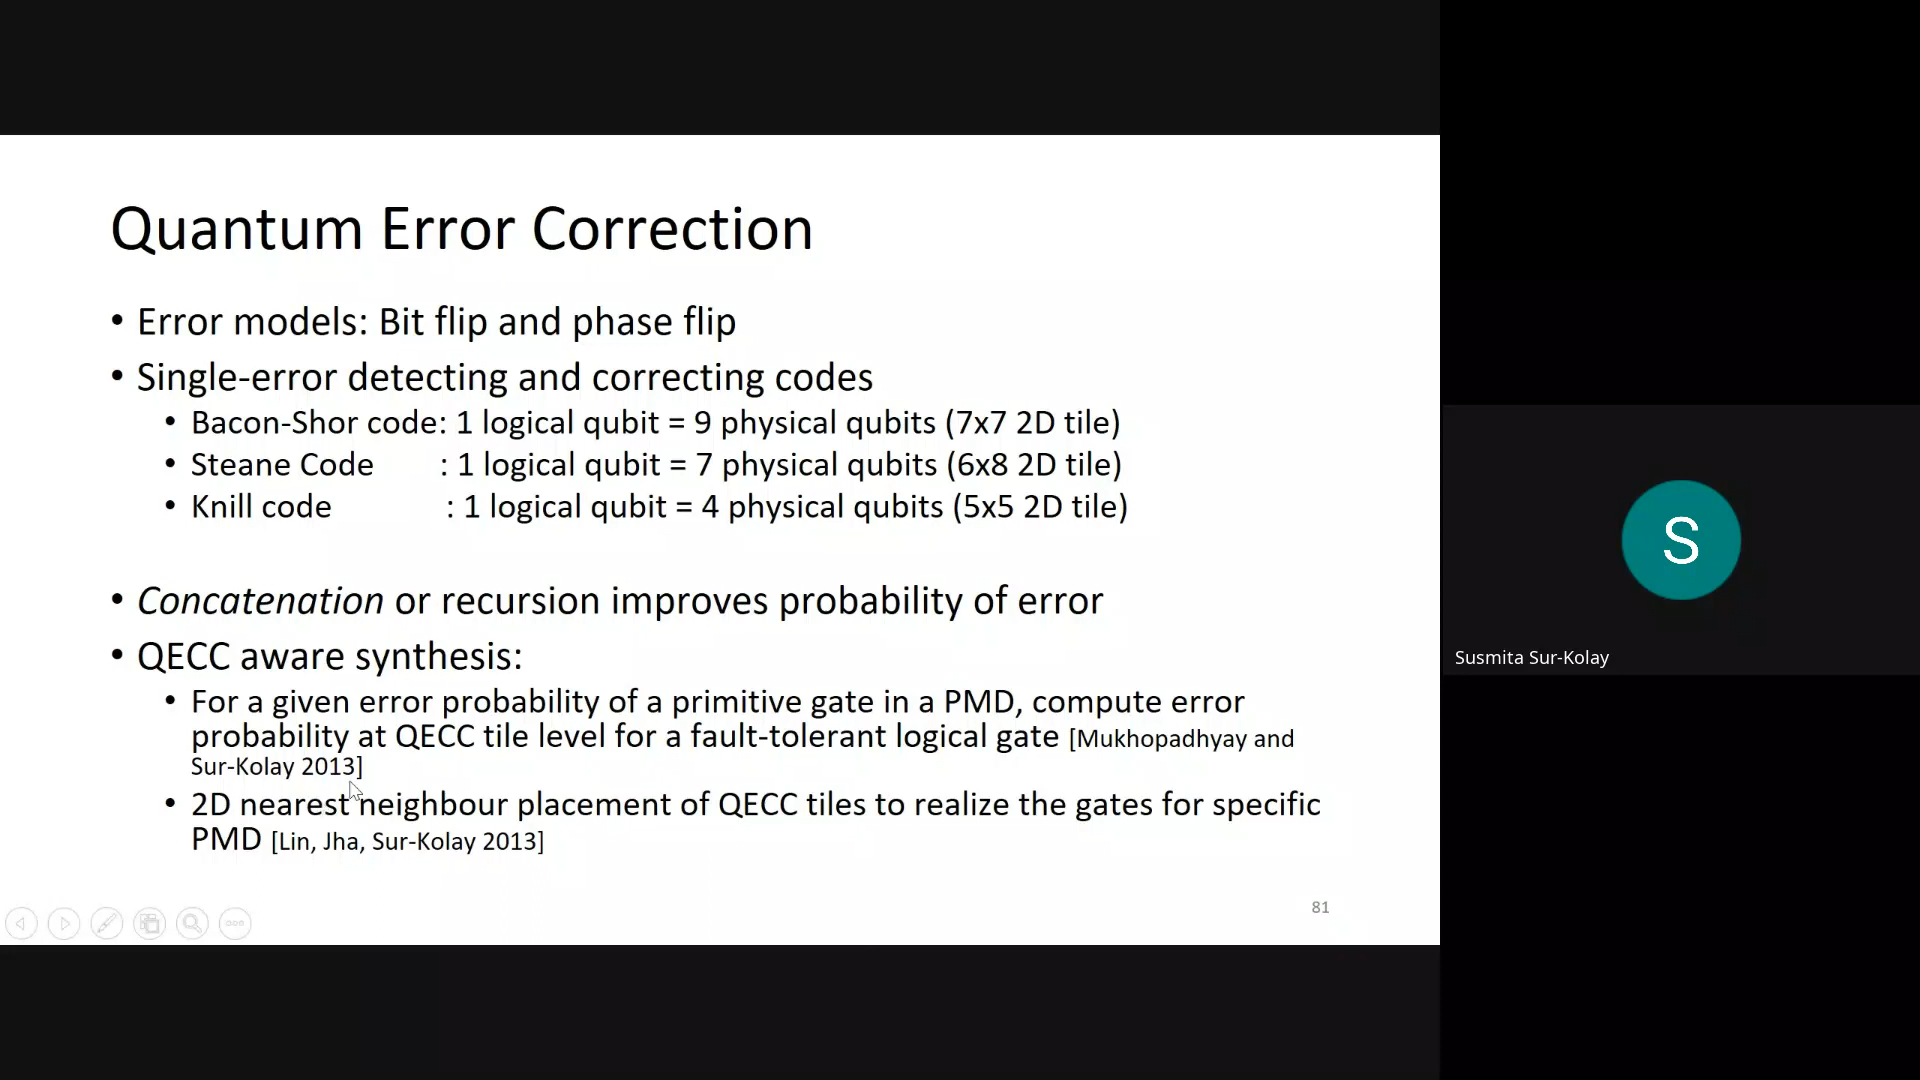 Quantum Error Correction
• Error models: Bit flip and phase flip
• Single-error detecting and correcting codes
• Bacon-Shor code: 1 logical qubit = 9 physical qubits (7x7 2D tile)
• Steane Code : 1 logical qubit = 7 physical qubits (6x8 2D tile)
• Knill code : 1 logical qubit = 4 physical qubits (5x5 2D tile)
• Concatenation or recursion improves probability of error
• QECC aware synthesis:
• For a given error probability of a primitive gate in a PMD, compute error
probability at QECC tile level for a fault-tolerant logical gate [Mukhopadhyay and
Sur-Kolay 2013]
• 2D nearest neighbour placement of QECC tiles to realize the gates for specific
PMD [Lin, Jha, Sur-Kolay 2013]
81
S
Susmita Sur-Kolay